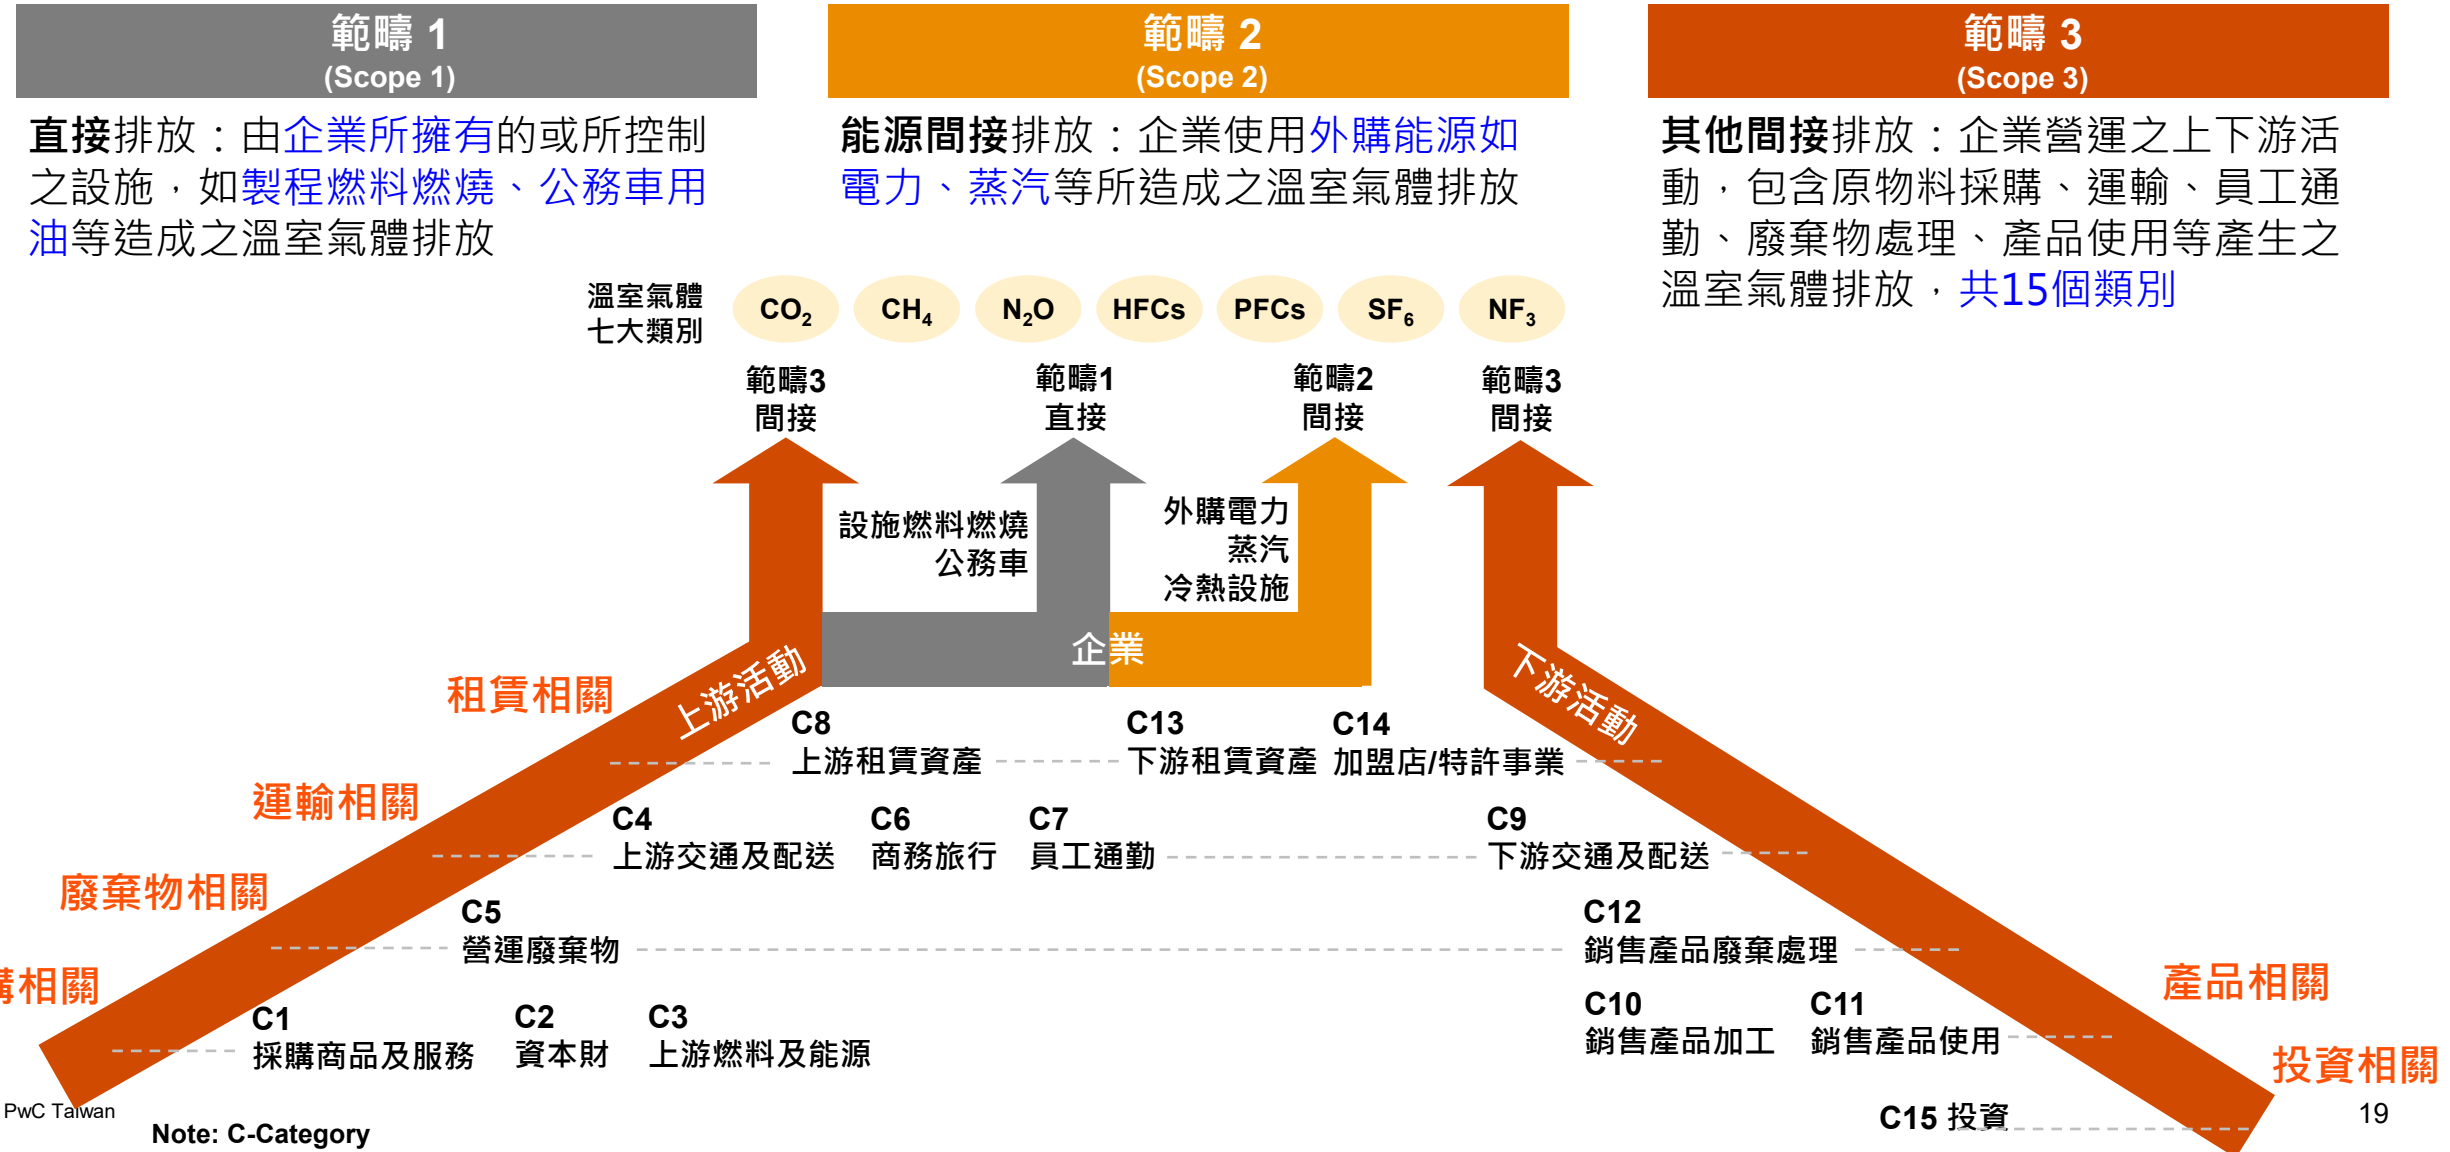 範疇 1
(Scope 1)
直接排放：由企業所擁有的或所控制
之設施，如製程燃料燃燒、公務車用
油等造成之溫室氣體排放
範疇 2
(Scope 2)
能源間接排放：企業使用外購能源如
電力、蒸汽等所造成之溫室氣體排放
範疇 3
(Scope 3)
其他間接排放：企業營運之上下游活
動，包含原物料採購、運輸、員工通
勤、廢棄物處理、產品使用等產生之
溫室氣體排放，共15個類別
溫室氣體
七大類別
CO₂ CH₄ N₂O HFCs PFCs SF₆ NF₃
範疇3
間接
範疇1
直接
範疇2
間接
範疇3
間接
設施燃料燃燒
公務車
外購電力
蒸汽
冷熱設施
企業
上游活動
下游活動
租賃相關
C8
上游租賃資產
C13
下游租賃資產
C14
加盟店/特許事業
運輸相關
C4
上游交通及配送
C6
商務旅行
C7
員工通勤
C9
下游交通及配送
廢棄物相關
C5
營運廢棄物
C12
銷售產品廢棄處理
相關
C1
採購商品及服務
C2
資本財
C3
上游燃料及能源
C10
銷售產品加工
C11
銷售產品使用
產品相關
投資相關
C15 投資
PwC Taiwan
Note: C-Category
19